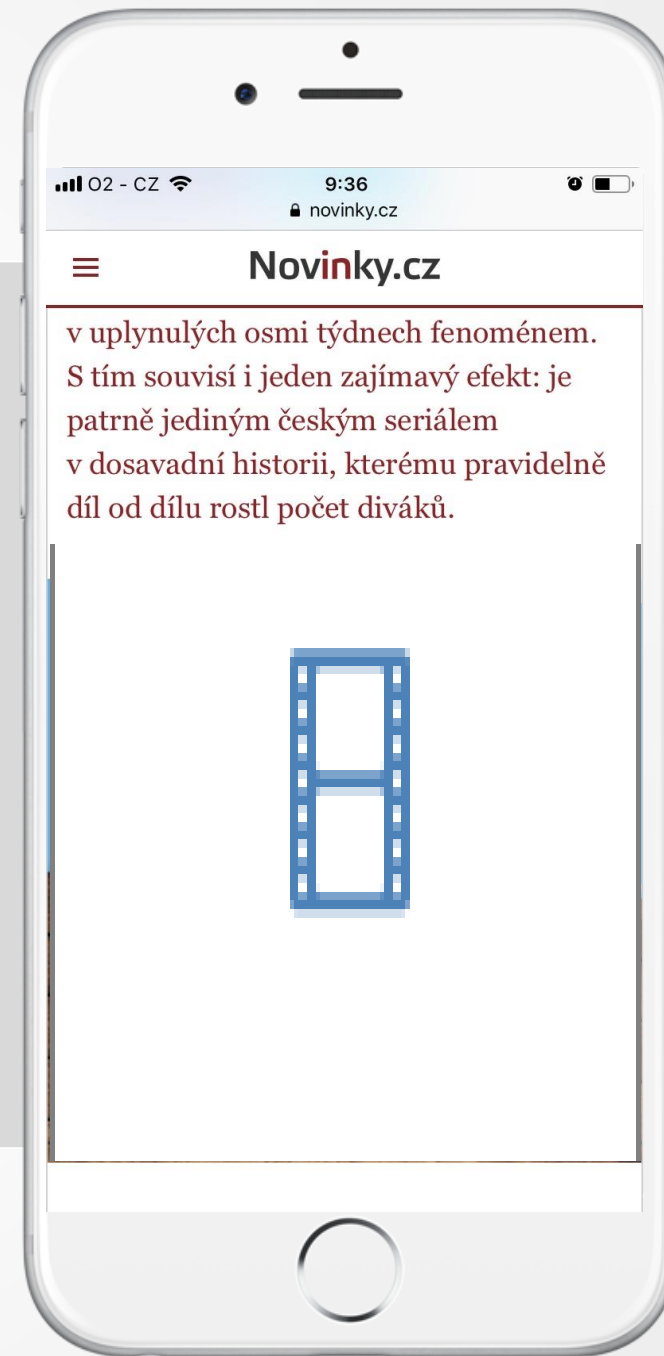 O2 - CZ 9:36
novinky.cz
Novinky.cz
v uplynulých osmi týdnech fenoménem.
S tím souvisí i jeden zajímavý efekt: je
patrně jediným českým seriálem
v dosavadní historii, kterému pravidelně
díl od dílu rostl počet diváků.